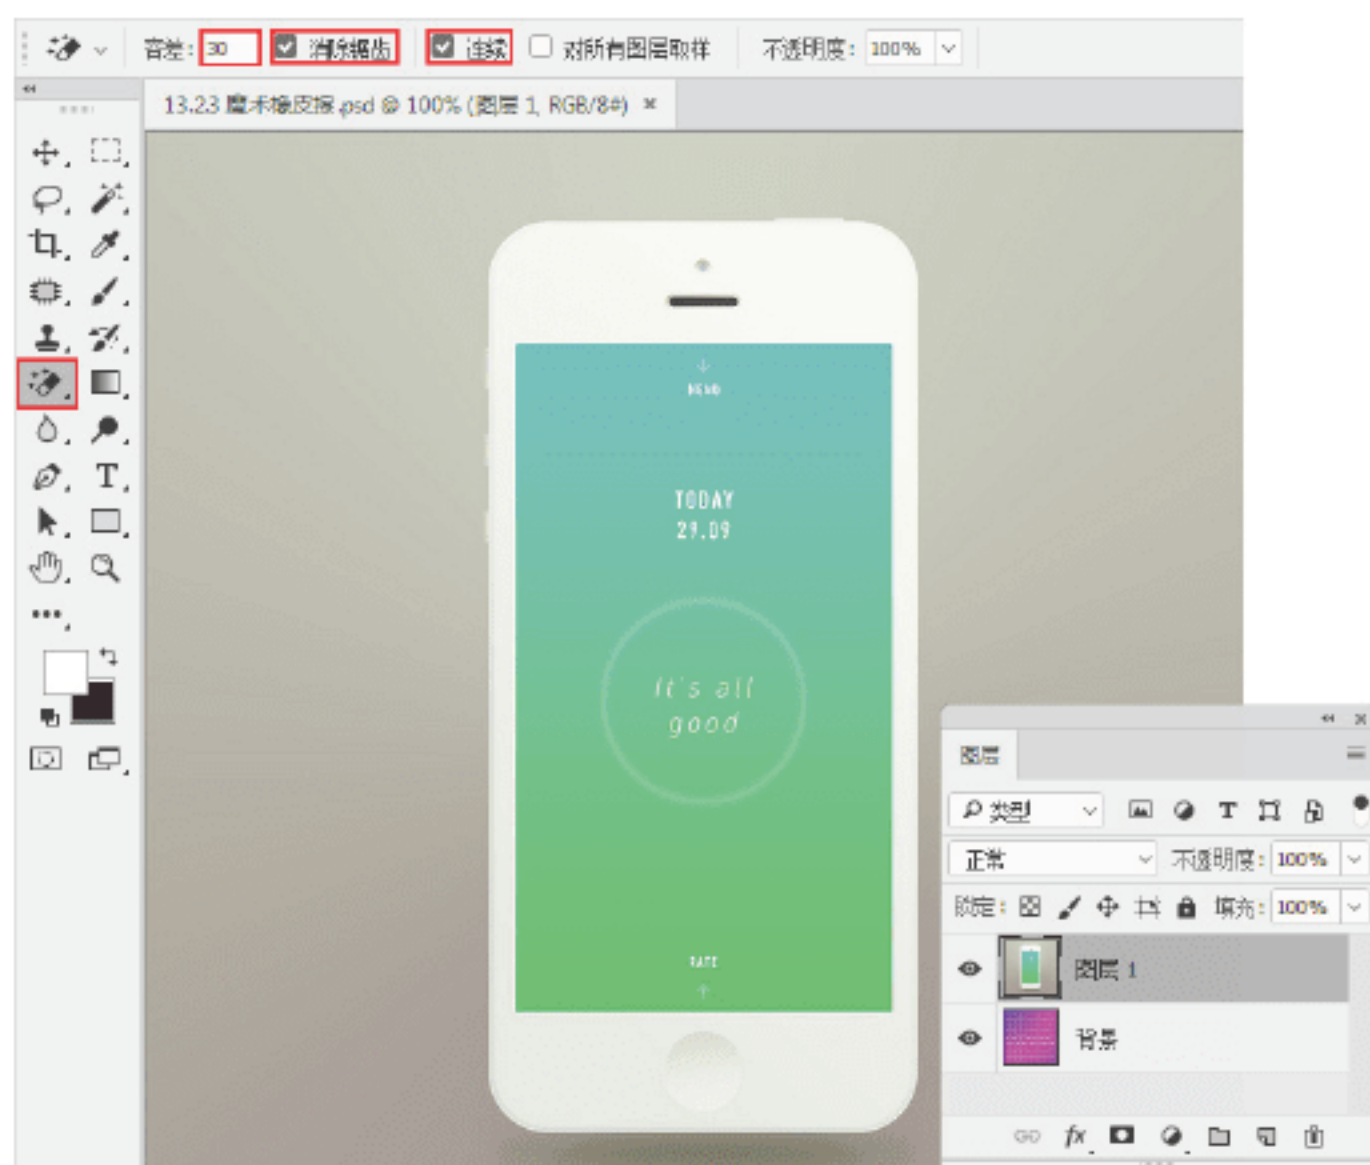 容差: 30 消除锯齿 连续 对所有图层取样 不透明度: 100%
13.23 魔术橡皮擦.psd @ 100% (图层 1, RGB/8#) ×
TODAY
29.09
It's all
good
RATE
图层
类型
正常 不透明度: 100%
锁定: 填充: 100%
图层 1
fx
背景